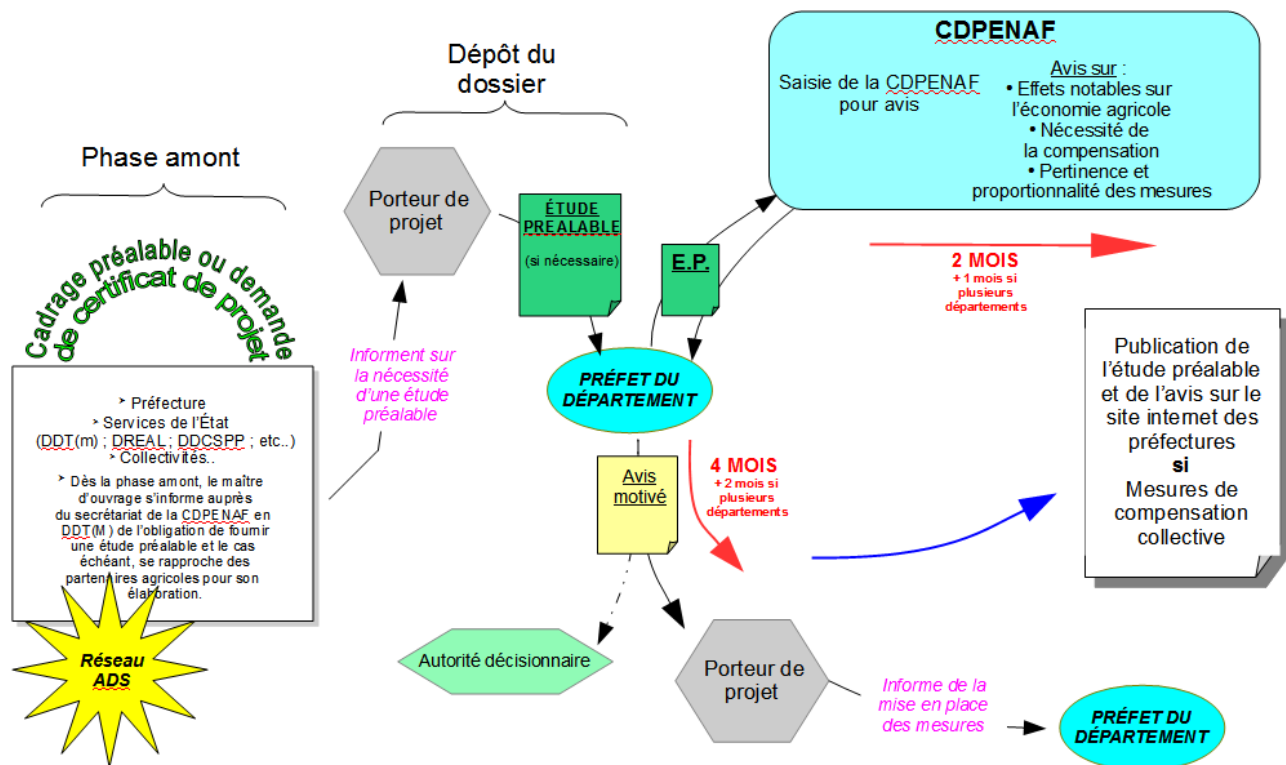 Phase amont
Cadrage préalable ou demande
de certificat de projet
➢ Préfecture
➢ Services de l'État
(DDT(m) ; DREAL ; DDCSPP ; etc..)
➢ Collectivités..
➢ Dès la phase amont, le maître
d'ouvrage s'informe auprès
du secrétariat de la CDPENAF en
DDT(M) de l'obligation de fournir
une étude préalable et le cas
échéant, se rapproche des
partenaires agricoles pour son
élaboration.
Réseau
ADS
Informent sur
la nécessité
d'une étude
préalable
Dépôt du
dossier
Porteur de
projet
ÉTUDE
PREALABLE
(si nécessaire)
E.P.
PRÉFET DU
DÉPARTEMENT
CDPENAF
Saisie de la CDPENAF
pour avis
Avis sur :
• Effets notables sur
l'économie agricole
• Nécessité de
la compensation
• Pertinence et
proportionnalité des mesures
2 MOIS
+ 1 mois si
plusieurs
départements
Avis
motivé
4 MOIS
+ 2 mois si
plusieurs
départements
Publication de
l'étude préalable
et de l'avis sur le
site internet des
préfectures
si
Mesures de
compensation
collective
Autorité décisionnaire
Porteur de
projet
Informe de la
mise en place
des mesures
PRÉFET DU
DÉPARTEMENT